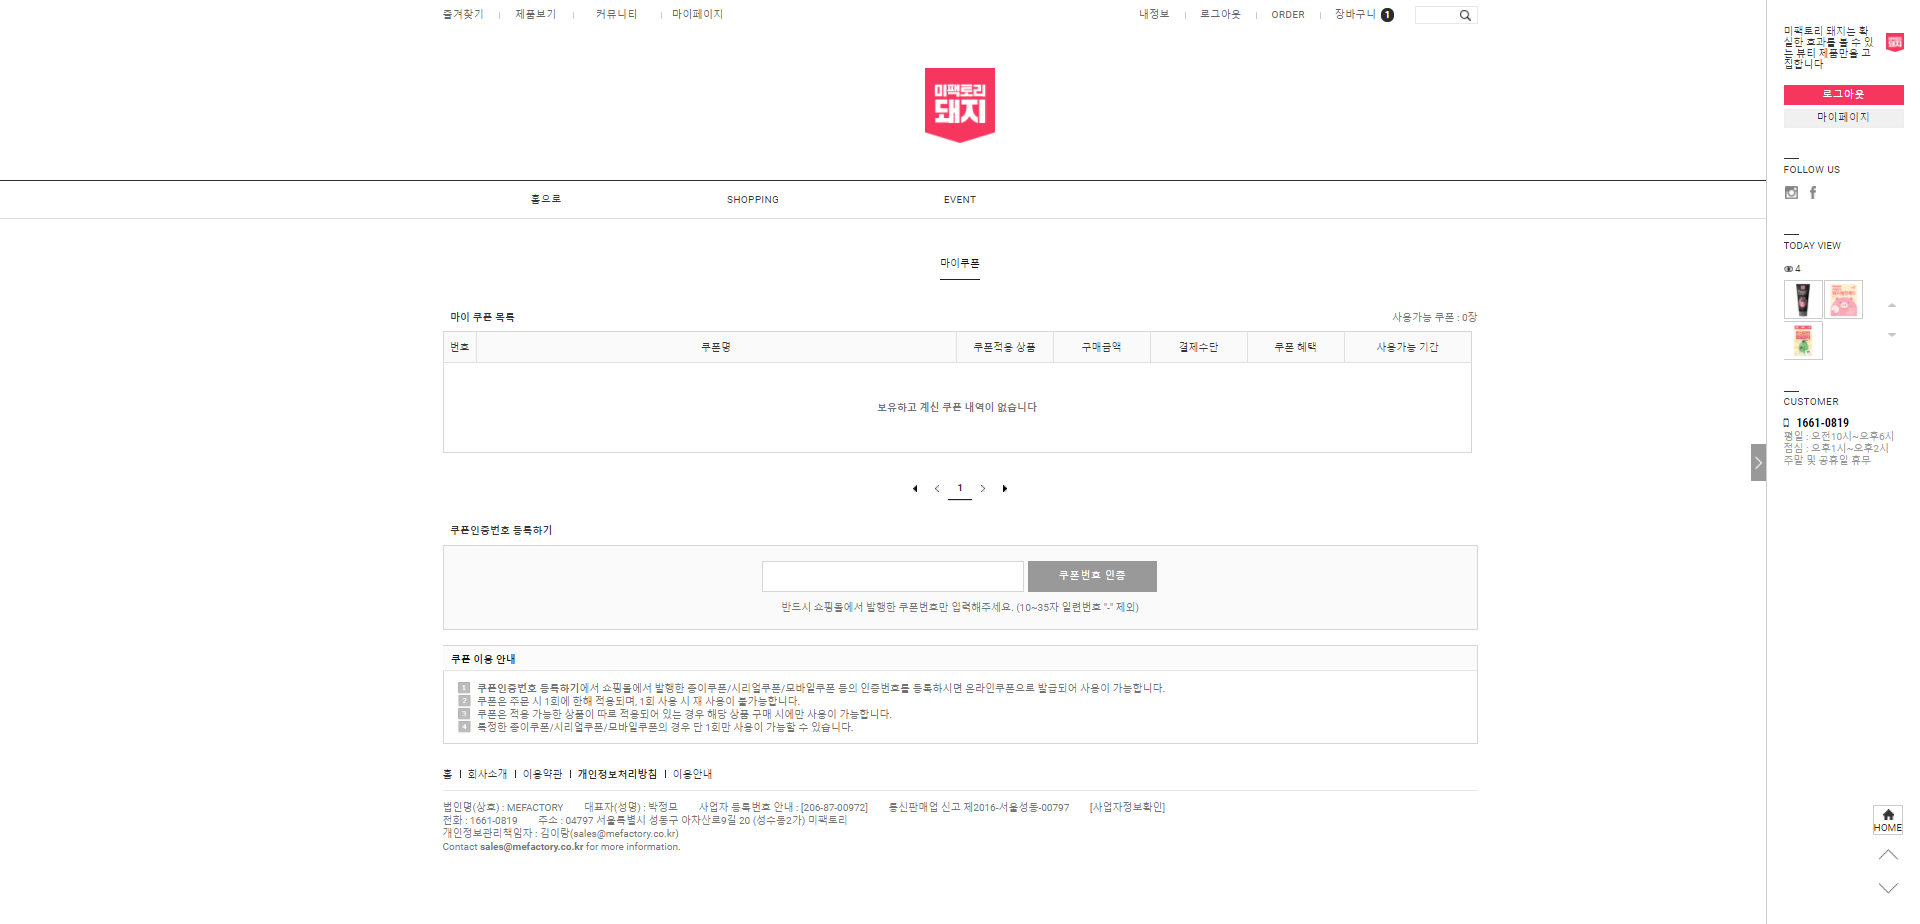 즐겨찾기 제품보기 커뮤니티 마이페이지 내정보 로그아웃 ORDER 장바구니 1
미팩토리
돼지
홈으로 SHOPPING EVENT
마이쿠폰
마이 쿠폰 목록 사용가능 쿠폰 : 0장
번호 쿠폰명 쿠폰적용 상품 구매금액 결제수단 쿠폰 혜택 사용가능 기간
보유하고 계신 쿠폰 내역이 없습니다
1
쿠폰인증번호 등록하기
쿠폰번호 인증
반드시 쇼핑몰에서 발행한 쿠폰번호만 입력해주세요. (10~35자 일련번호 "-" 제외)
쿠폰 이용 안내
1 쿠폰인증번호 등록하기에서 쇼핑몰에서 발행한 종이쿠폰/시리얼쿠폰/모바일쿠폰 등의 인증번호를 등록하시면 온라인쿠폰으로 발급되어 사용이 가능합니다.
2 쿠폰은 주문 시 1회에 한해 적용되며, 1회 사용 시 재 사용이 불가능합니다.
3 쿠폰은 적용 가능한 상품이 따로 적용되어 있는 경우 해당 상품 구매 시에만 사용이 가능합니다.
4 특정한 종이쿠폰/시리얼쿠폰/모바일쿠폰의 경우 단 1회만 사용이 가능할 수 있습니다.
홈 회사소개 이용약관 개인정보처리방침 이용안내
법인명(상호) : MEFACTORY 대표자(성명) : 박정모 사업자 등록번호 안내 : [206-87-00972] 통신판매업 신고 제2016-서울성동-00797 [사업자정보확인]
전화 : 1661-0819 주소 : 04797 서울특별시 성동구 아차산로9길 20 (성수동2가) 미팩토리
개인정보관리책임자 : 김이랑(sales@mefactory.co.kr)
Contact sales@mefactory.co.kr for more information.
미팩토리 돼지는 확
실한 효과를 볼 수 있
는 뷰티 제품만을 고
집합니다
로그아웃
마이페이지
FOLLOW US
TODAY VIEW
4
CUSTOMER
1661-0819
평일 : 오전10시~오후6시
점심 : 오후1시~오후2시
주말 및 공휴일 휴무
HOME